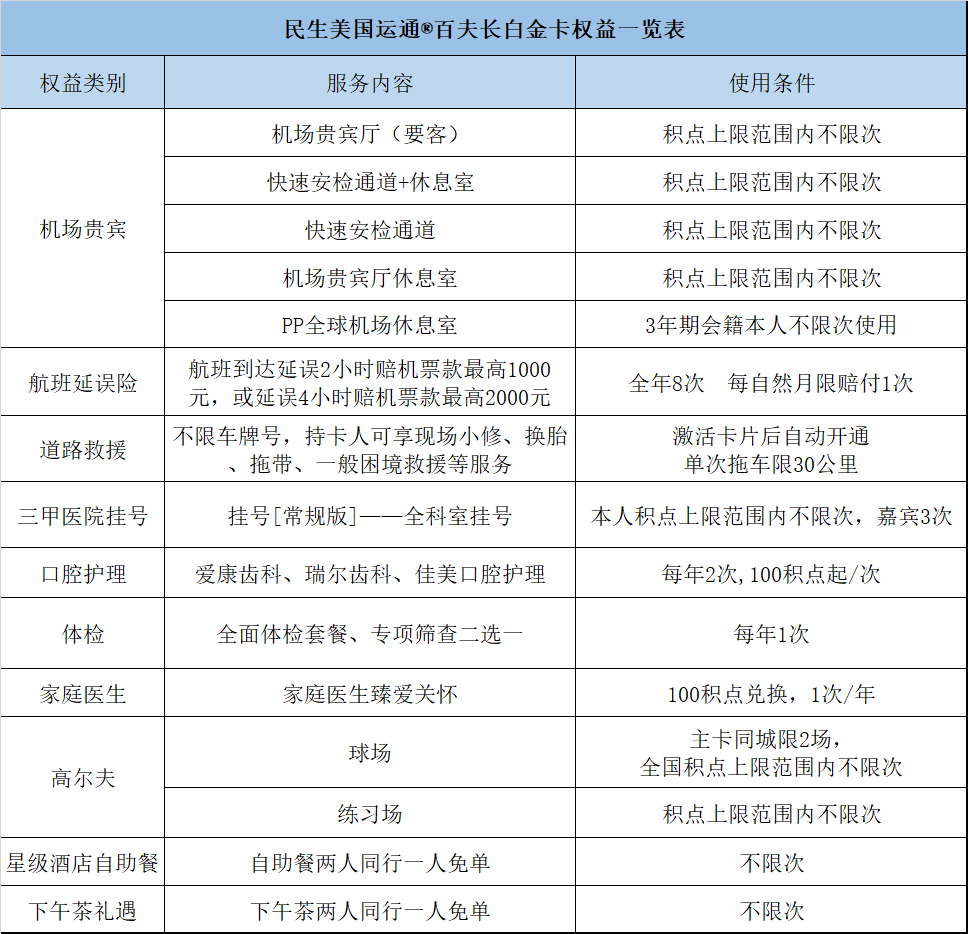 民生美国运通®百夫长白金卡权益一览表
权益类别
服务内容
使用条件
机场贵宾
机场贵宾厅（要客）
积点上限范围内不限次
快速安检通道+休息室
积点上限范围内不限次
快速安检通道
积点上限范围内不限次
机场贵宾厅休息室
积点上限范围内不限次
PP全球机场休息室
3年期会籍本人不限次使用
航班延误险
航班到达延误2小时赔机票款最高1000
元，或延误4小时赔机票款最高2000元
全年8次　每自然月限赔付1次
道路救援
不限车牌号，持卡人可享现场小修、换胎
、拖带、一般困境救援等服务
激活卡片后自动开通
单次拖车限30公里
三甲医院挂号
挂号[常规版]——全科室挂号
本人积点上限范围内不限次，嘉宾3次
口腔护理
爱康齿科、瑞尔齿科、佳美口腔护理
每年2次,100积点起/次
体检
全面体检套餐、专项筛查二选一
每年1次
家庭医生
家庭医生臻爱关怀
100积点兑换，1次/年
高尔夫
球场
主卡同城限2场，
全国积点上限范围内不限次
练习场
积点上限范围内不限次
星级酒店自助餐
自助餐两人同行一人免单
不限次
下午茶礼遇
下午茶两人同行一人免单
不限次